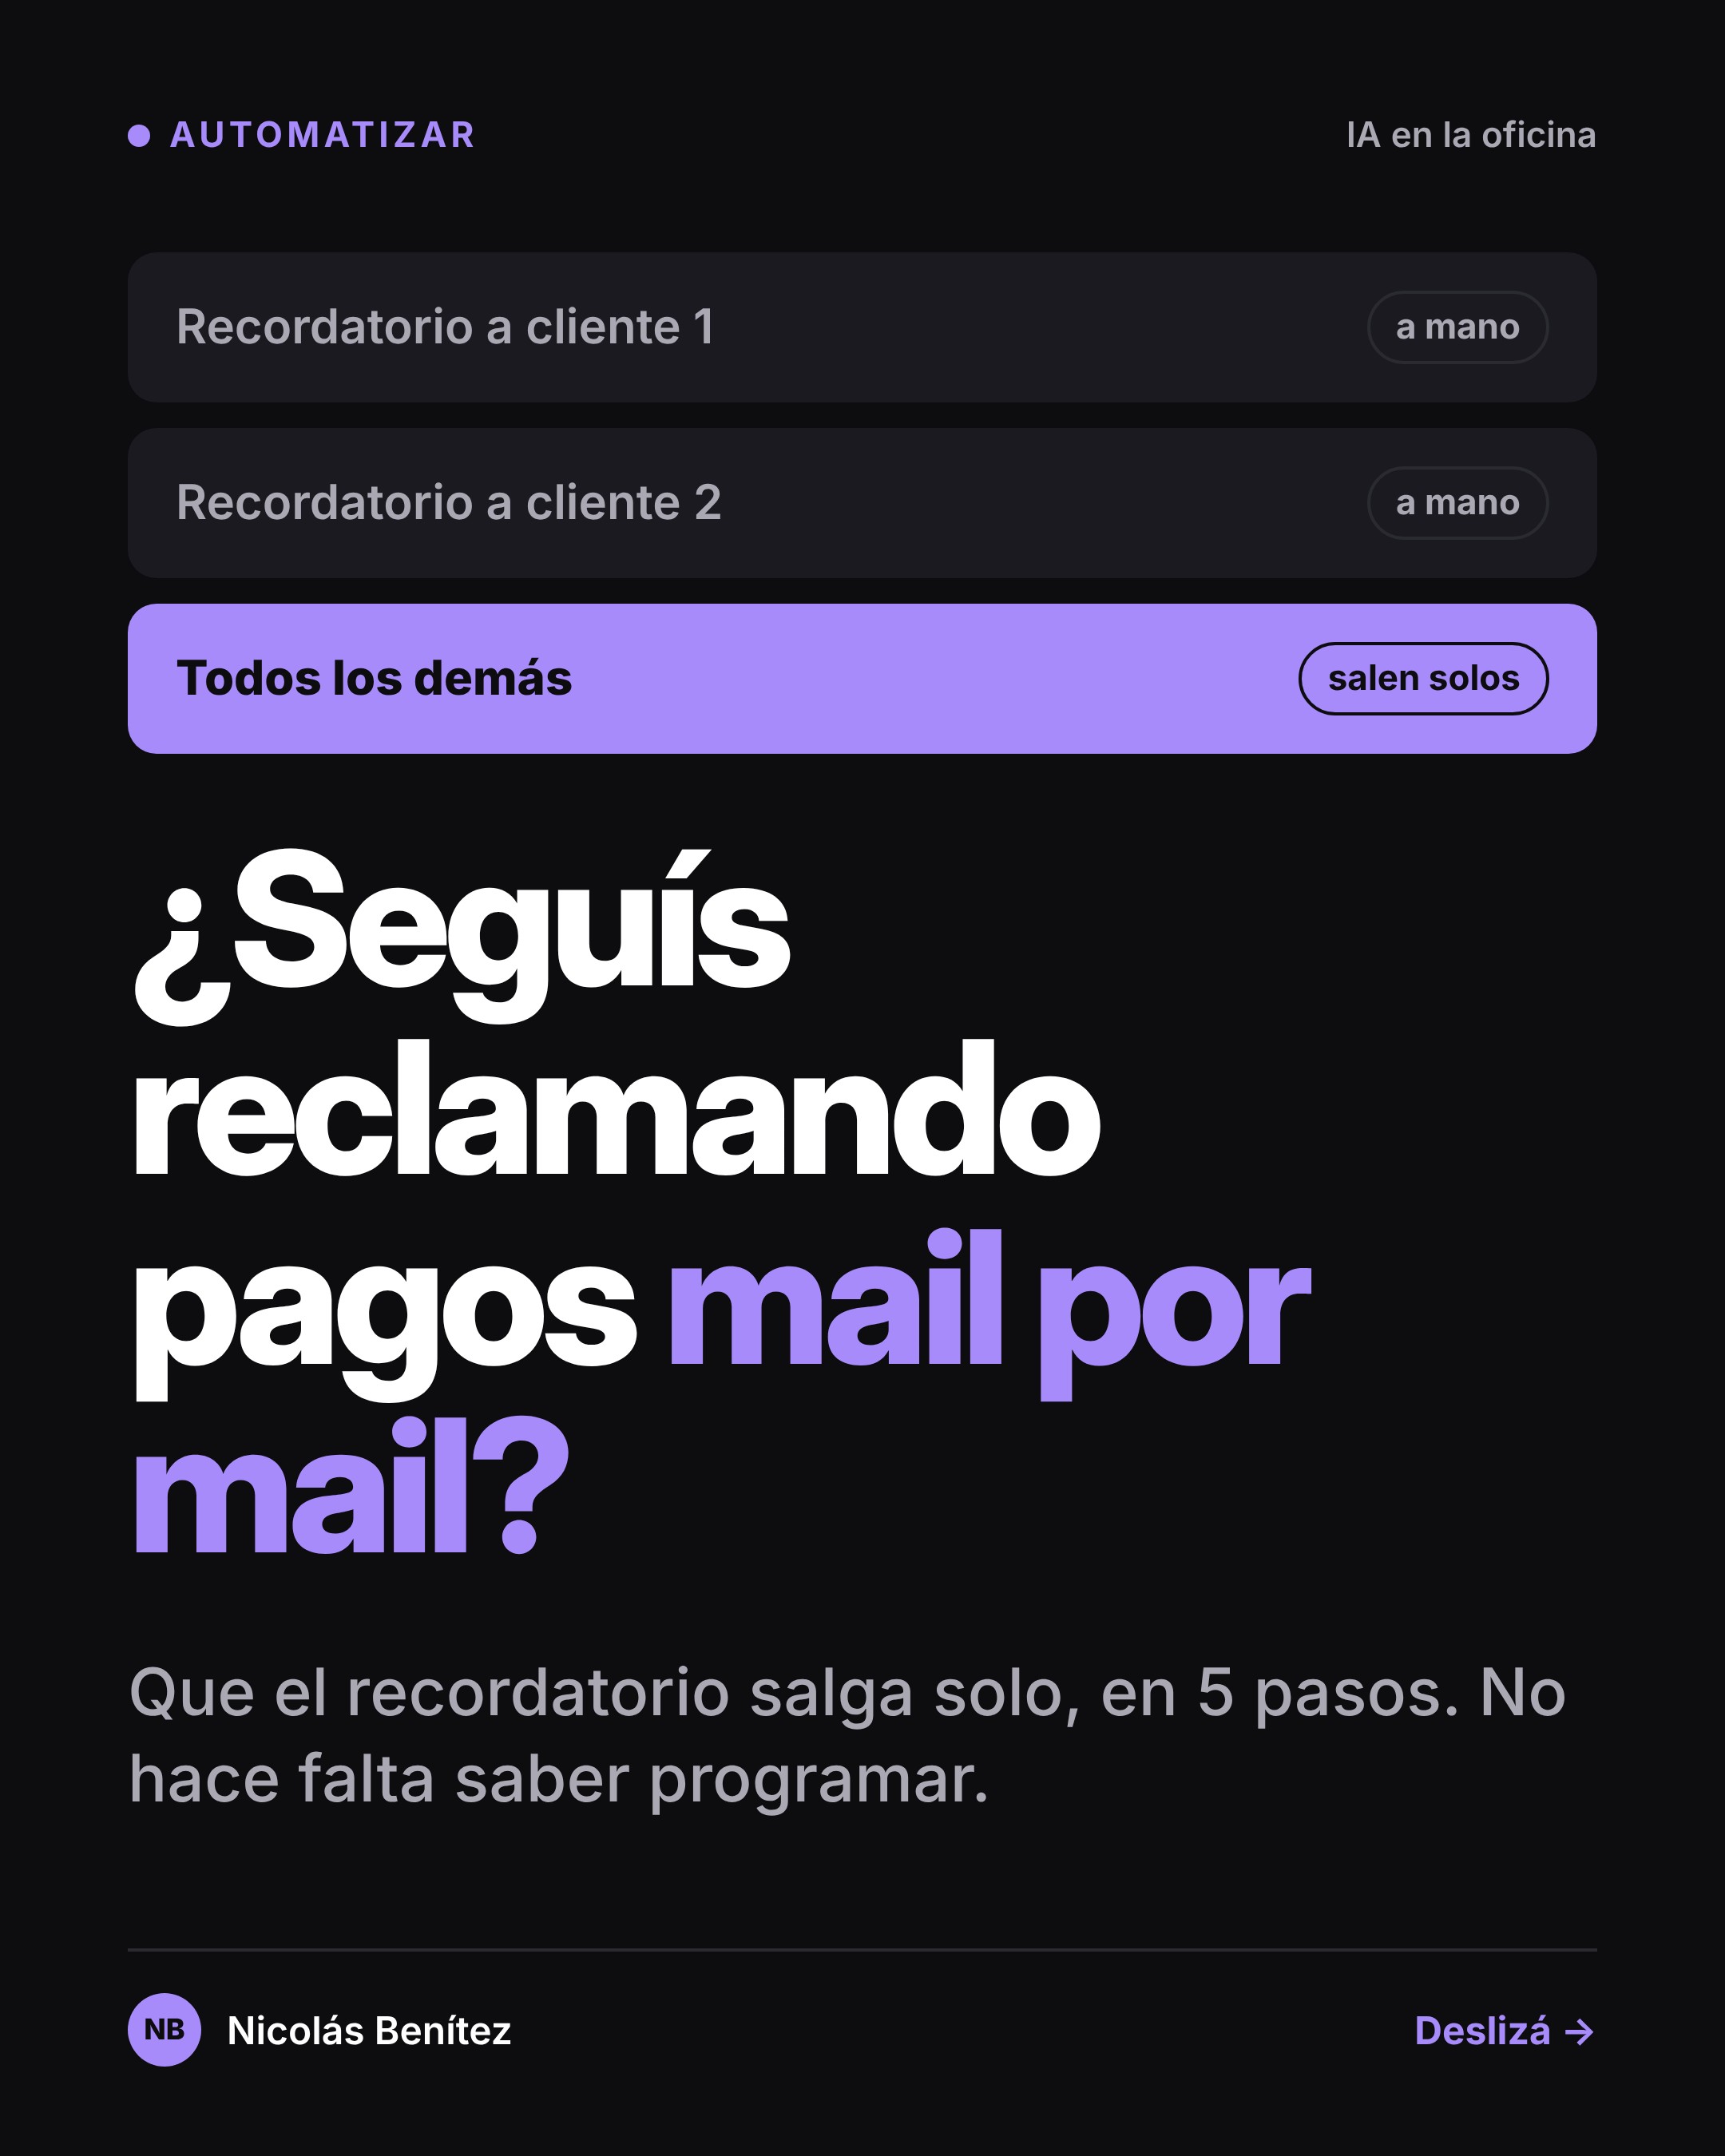 AUTOMATIZAR
IA en la oficina
Recordatorio a cliente 1
a mano
Recordatorio a cliente 2
a mano
Todos los demás
salen solos
¿Seguís
reclamando
pagos mail por
mail?
Que el recordatorio salga solo, en 5 pasos. No
hace falta saber programar.
NB
Nicolás Benítez
Deslizá →